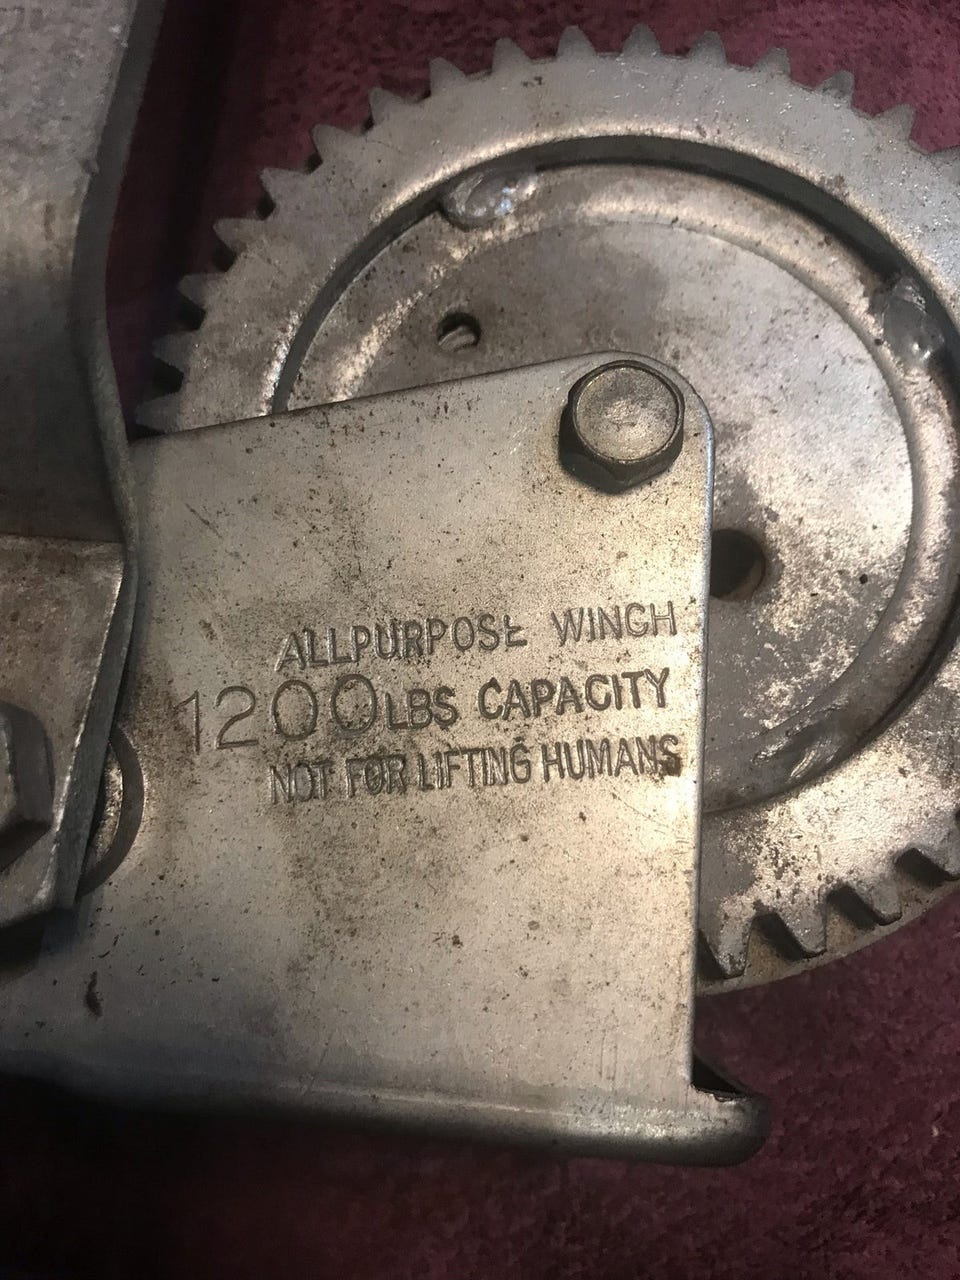 ALLPURPOSE WINCH
1200LBS CAPACITY
NOT FOR LIFTING HUMANS